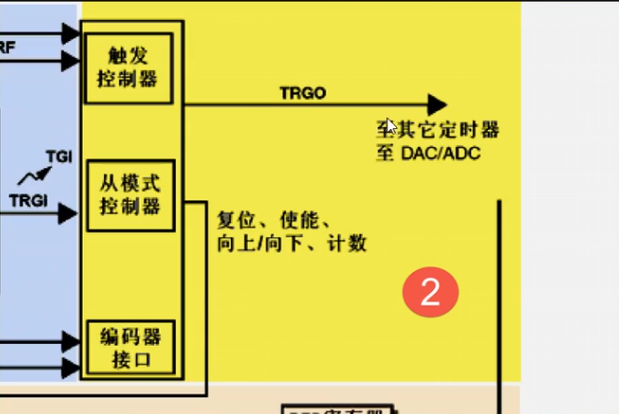 RF
触发
控制器
TRGO
至其它定时器
至 DAC/ADC
TGI
TRGI
从模式
控制器
复位、使能、
向上/向下、计数
2
编码器
接口